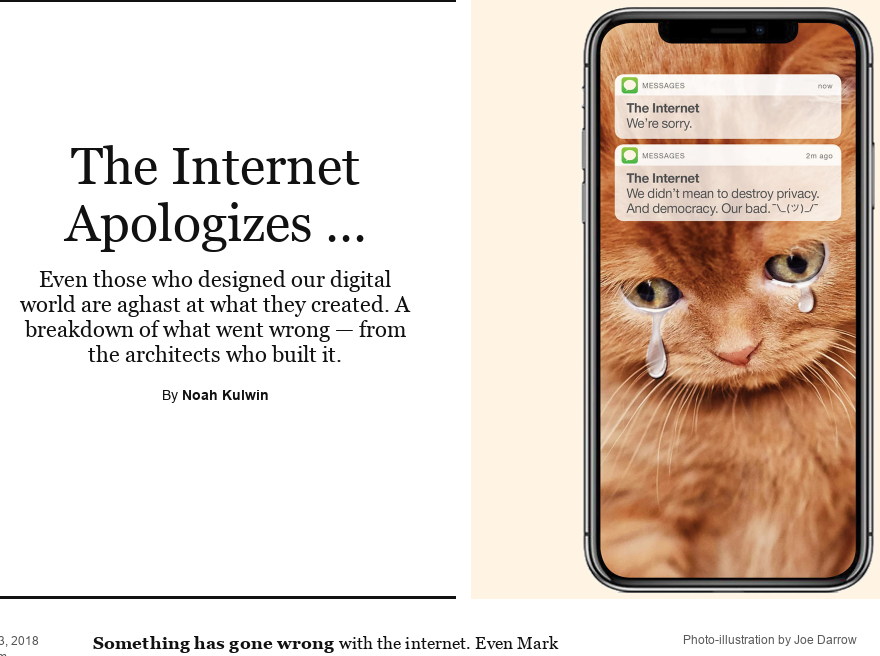 The Internet
Apologizes ...
Even those who designed our digital
world are aghast at what they created. A
breakdown of what went wrong — from
the architects who built it.
By Noah Kulwin
MESSAGES now
The Internet
We're sorry.
MESSAGES 2m ago
The Internet
We didn't mean to destroy privacy.
And democracy. Our bad. ¯\_(ツ)_/¯
3, 2018
Something has gone wrong with the internet. Even Mark
Photo-illustration by Joe Darrow